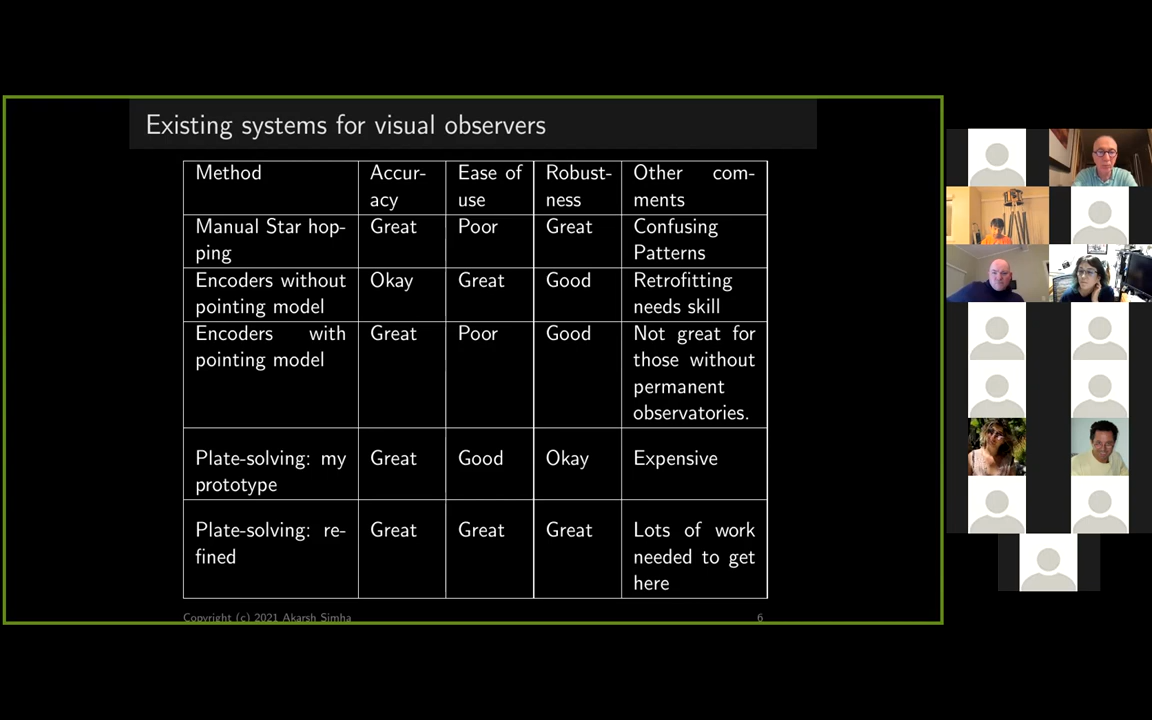 Existing systems for visual observers
Method
Accur-
acy
Ease of
use
Robust-
ness
Other com-
ments
Manual Star hop-
ping
Great
Poor
Great
Confusing
Patterns
Encoders without
pointing model
Okay
Great
Good
Retrofitting
needs skill
Encoders with
pointing model
Great
Poor
Good
Not great for
those without
permanent
observatories.
Plate-solving: my
prototype
Great
Good
Okay
Expensive
Plate-solving: re-
fined
Great
Great
Great
Lots of work
needed to get
here
Copyright (c) 2021 Akarsh Simha
6